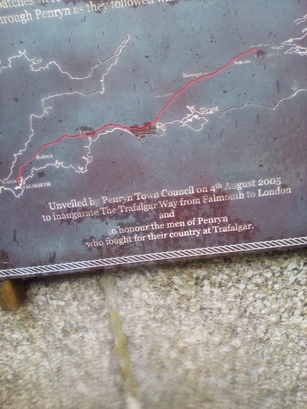 through Penryn as they followed
FALMOUTH
Unveiled by Penryn Town Council on 4th August 2005
to inaugurate The Trafalgar Way from Falmouth to London
and
to honour the men of Penryn
who fought for their country at Trafalgar.